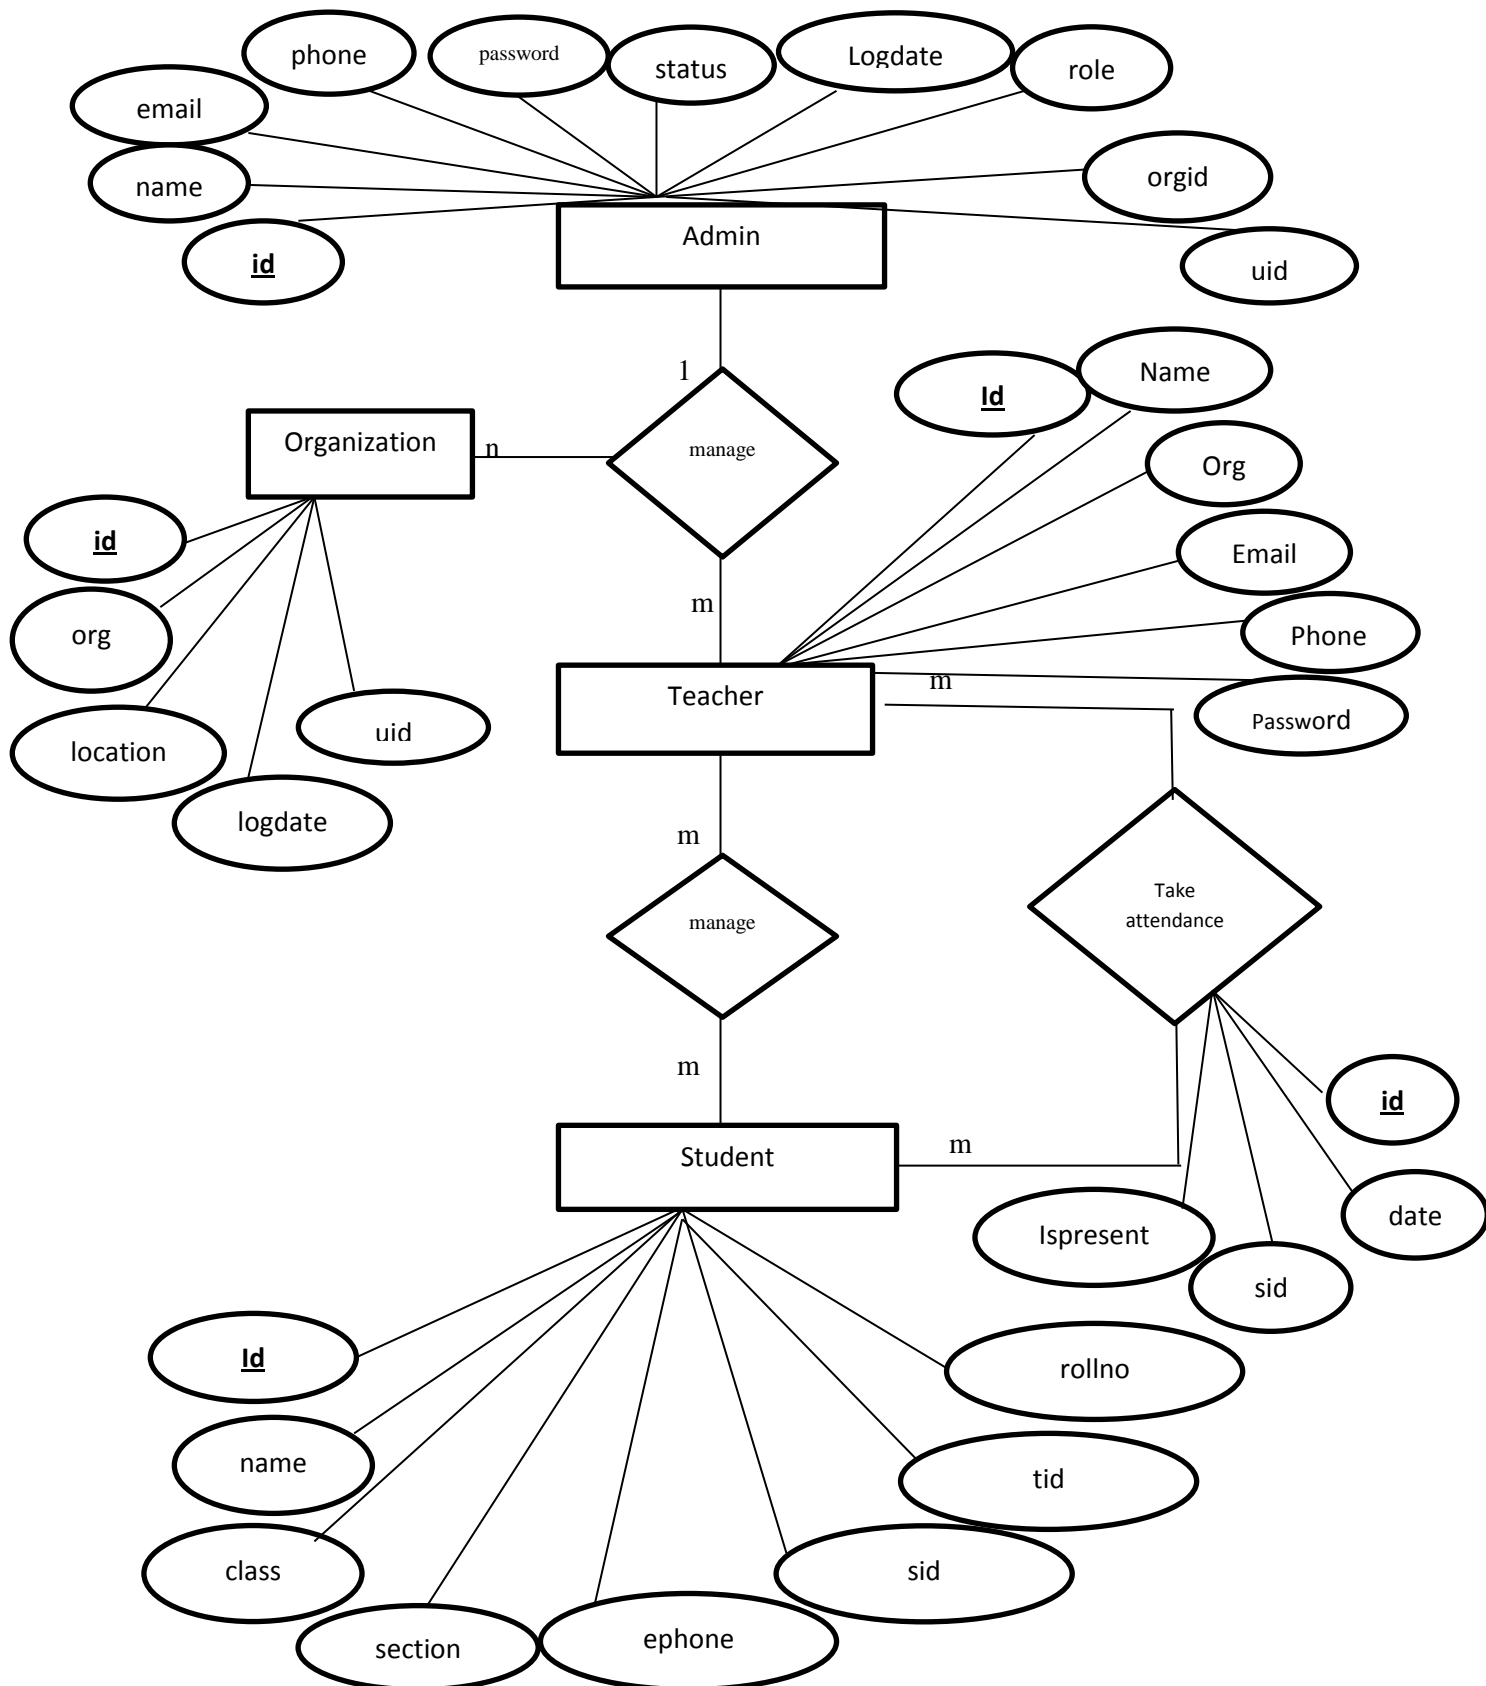 phone
password
status
Logdate
role
email
name
id
orgid
uid
Admin
1
manage
Organization
n
id
org
location
logdate
uid
Id
Name
Org
Email
Phone
Password
m
Teacher
m
m
manage
m
Take
attendance
id
date
sid
Ispresent
m
Student
Id
name
class
section
ephone
sid
tid
rollno